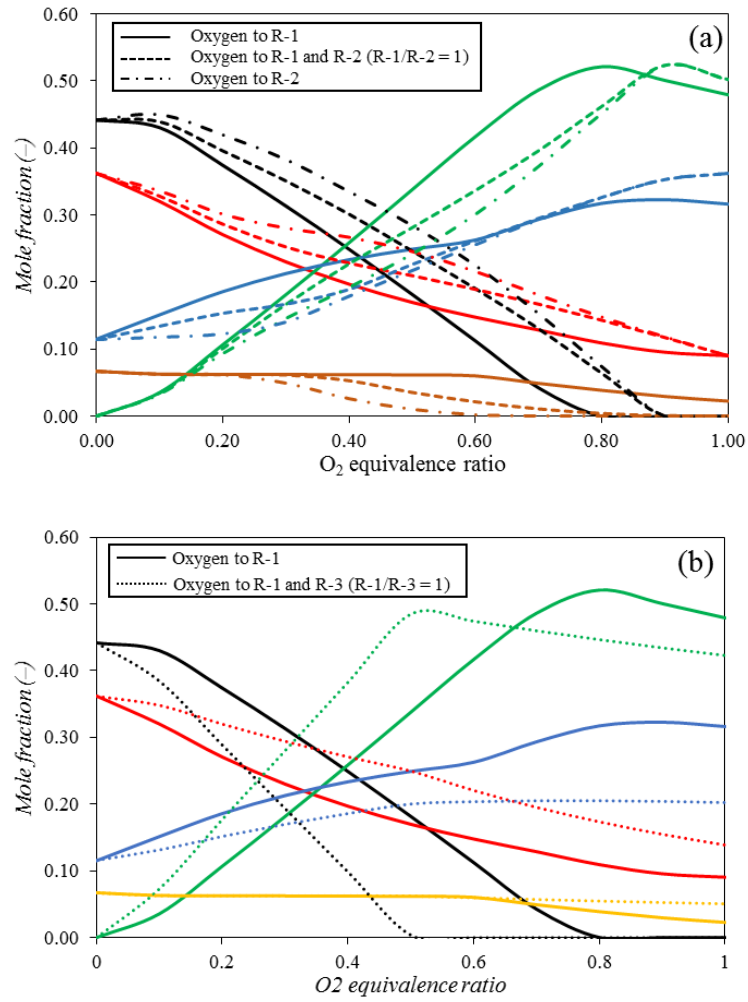 (a)
Oxygen to R-1
Oxygen to R-1 and R-2 (R-1/R-2 = 1)
Oxygen to R-2
0.60
0.50
0.40
0.30
0.20
0.10
0.00
Mole fraction (–)
0.00 0.20 0.40 0.60 0.80 1.00
O2 equivalence ratio
(b)
Oxygen to R-1
Oxygen to R-1 and R-3 (R-1/R-3 = 1)
0.60
0.50
0.40
0.30
0.20
0.10
0.00
Mole fraction (–)
0 0.2 0.4 0.6 0.8 1
O2 equivalence ratio